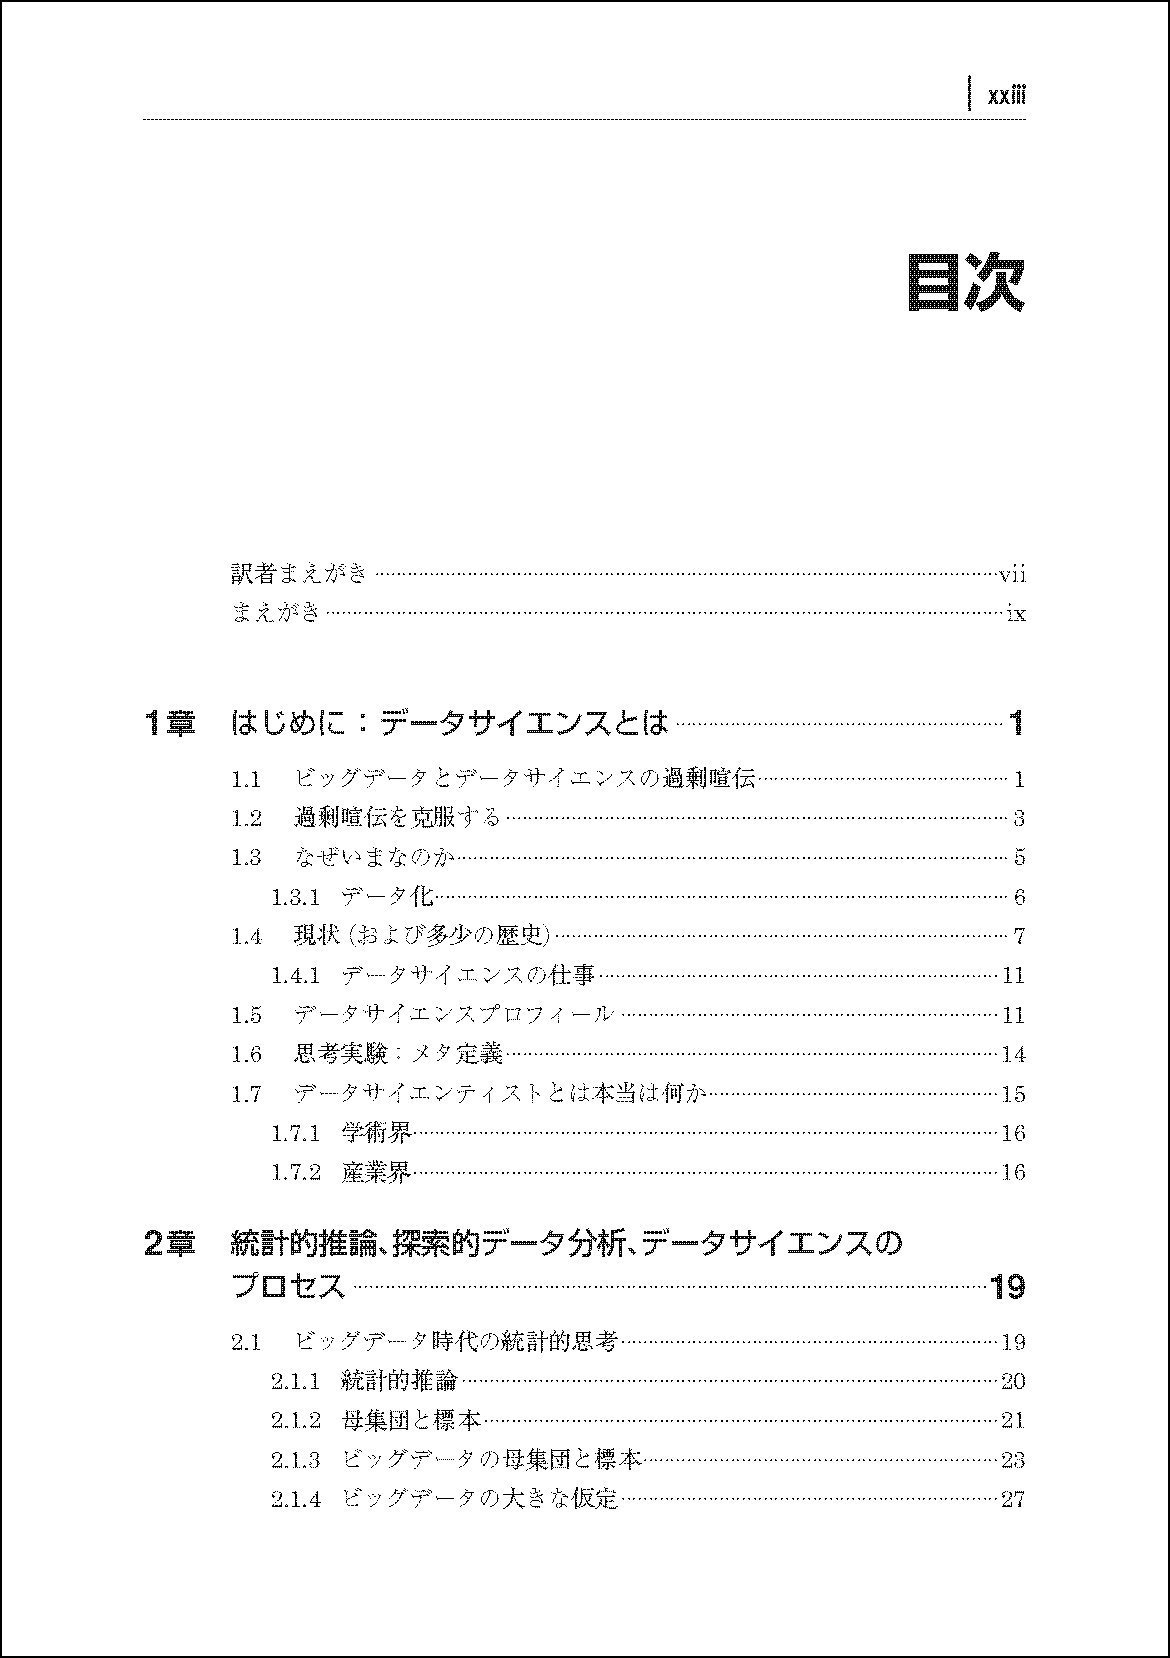 xxiii
目次
訳者まえがき vii
まえがき ix
1章 はじめに：データサイエンスとは 1
1.1 ビッグデータとデータサイエンスの過剰喧伝 1
1.2 過剰喧伝を克服する 3
1.3 なぜいまなのか 5
1.3.1 データ化 6
1.4 現状（および多少の歴史） 7
1.4.1 データサイエンスの仕事 11
1.5 データサイエンスプロフィール 11
1.6 思考実験：メタ定義 14
1.7 データサイエンティストとは本当は何か 15
1.7.1 学術界 16
1.7.2 産業界 16
2章 統計的推論、探索的データ分析、データサイエンスの
プロセス 19
2.1 ビッグデータ時代の統計的思考 19
2.1.1 統計的推論 20
2.1.2 母集団と標本 21
2.1.3 ビッグデータの母集団と標本 23
2.1.4 ビッグデータの大きな仮定 27